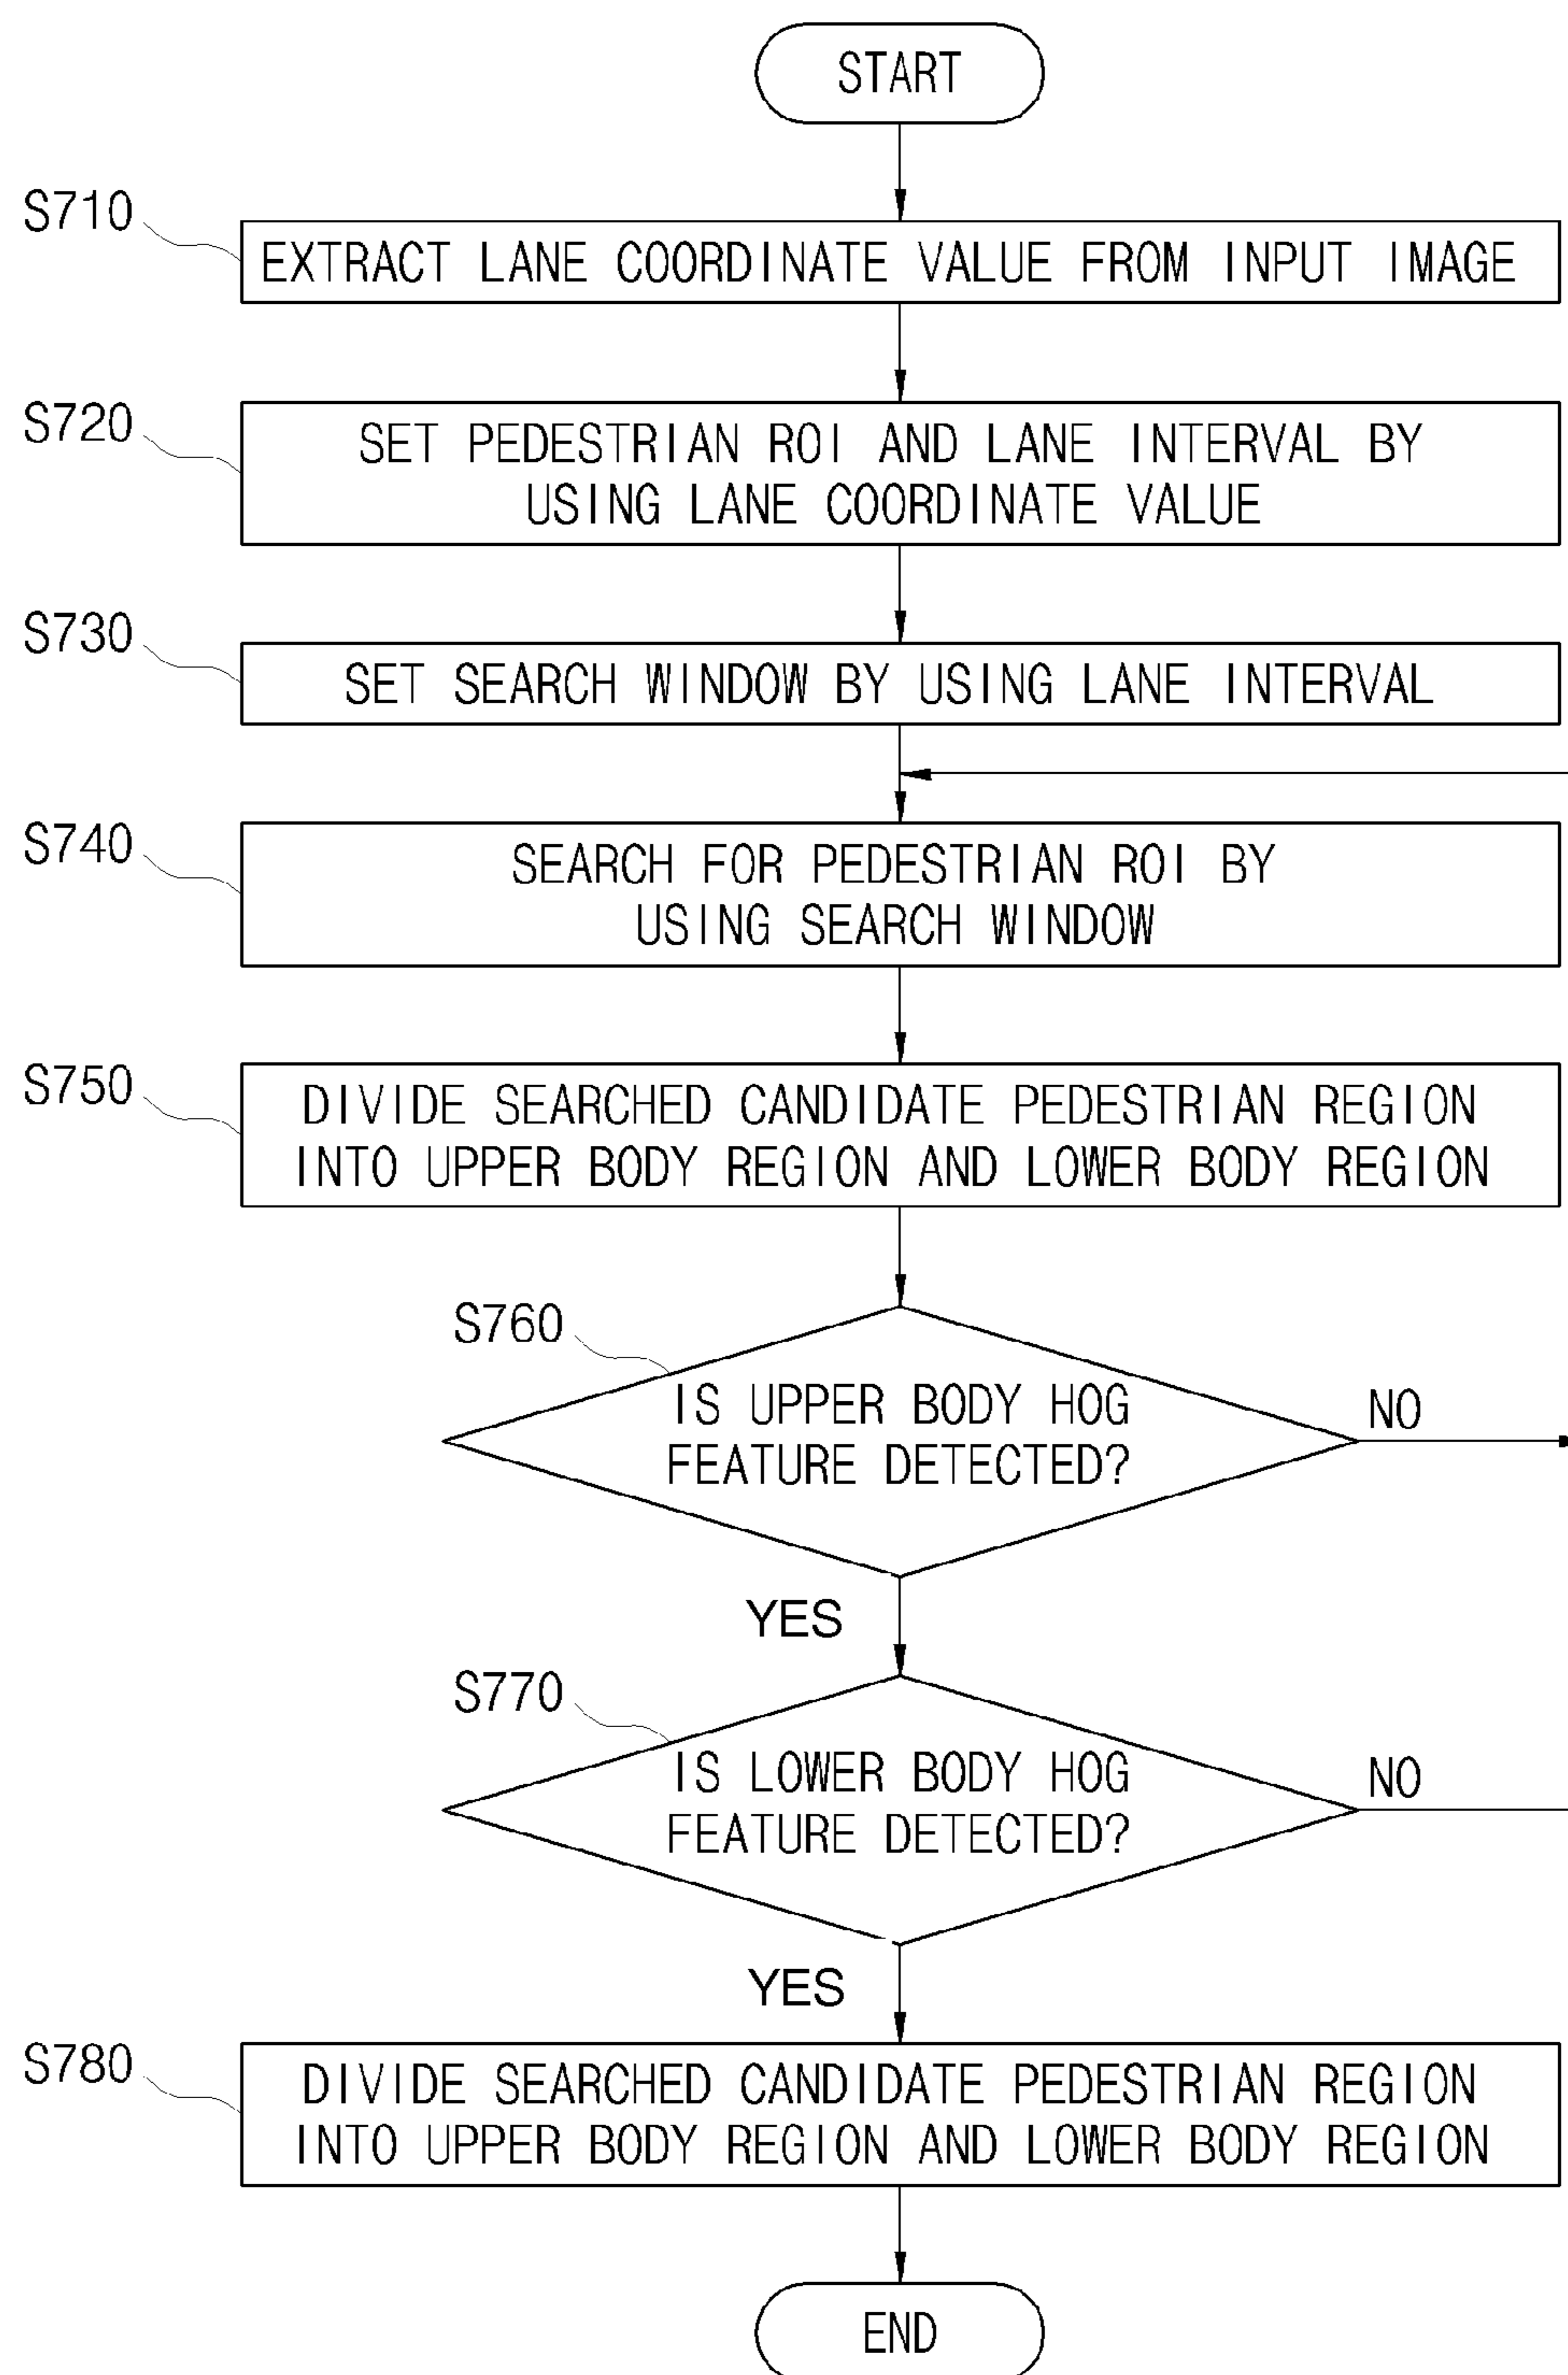 START
S710
EXTRACT LANE COORDINATE VALUE FROM INPUT IMAGE
S720
SET PEDESTRIAN ROI AND LANE INTERVAL BY
USING LANE COORDINATE VALUE
S730
SET SEARCH WINDOW BY USING LANE INTERVAL
S740
SEARCH FOR PEDESTRIAN ROI BY
USING SEARCH WINDOW
S750
DIVIDE SEARCHED CANDIDATE PEDESTRIAN REGION
INTO UPPER BODY REGION AND LOWER BODY REGION
S760
IS UPPER BODY HOG
FEATURE DETECTED?
NO
YES
S770
IS LOWER BODY HOG
FEATURE DETECTED?
NO
YES
S780
DIVIDE SEARCHED CANDIDATE PEDESTRIAN REGION
INTO UPPER BODY REGION AND LOWER BODY REGION
END